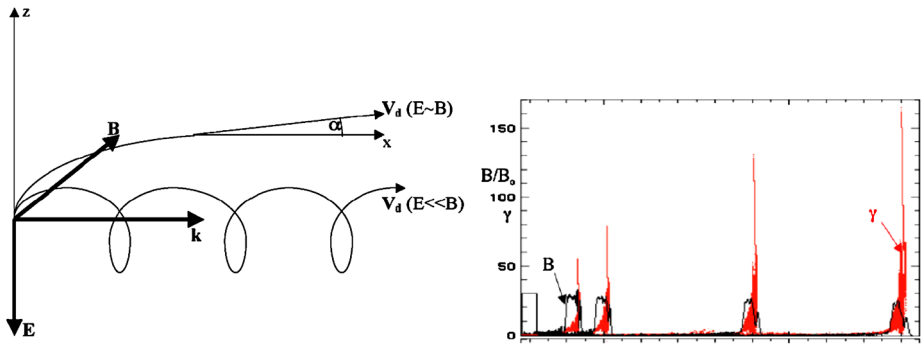 z
V_d (E~B)
B
α
x
V_d (E<<B)
k
E
150
B/B_o
100
γ
γ
B
50
0